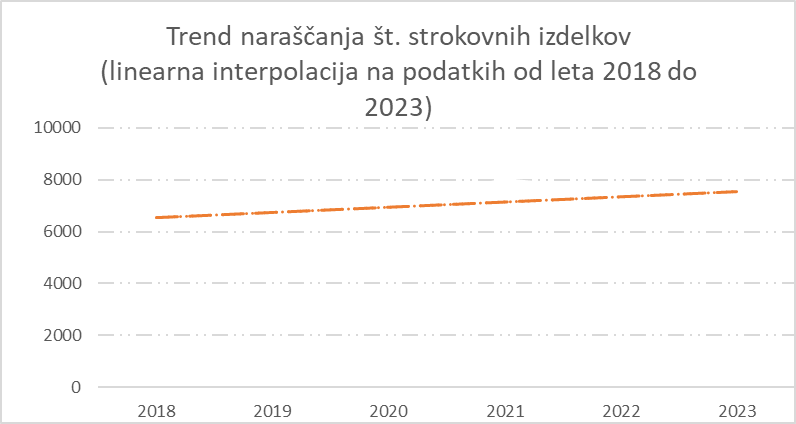 Trend naraščanja št. strokovnih izdelkov
(linearna interpolacija na podatkih od leta 2018 do
2023)
10000
8000
6000
4000
2000
0
2018 2019 2020 2021 2022 2023